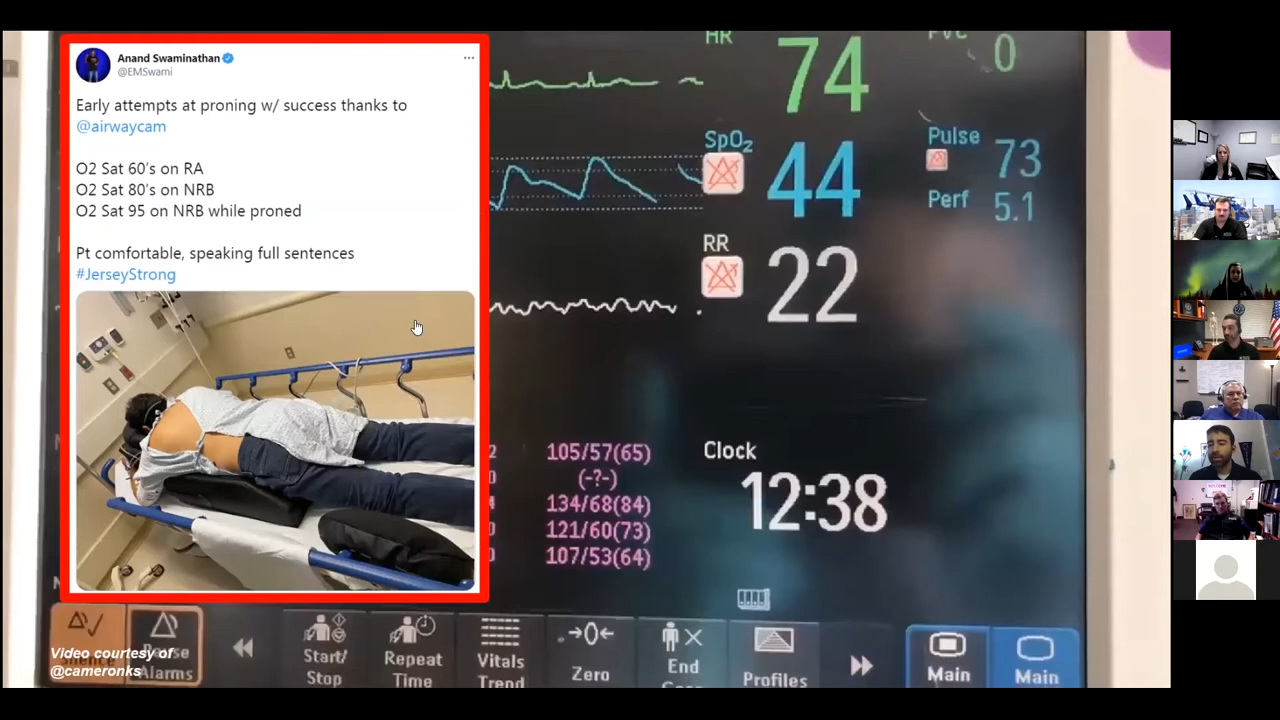 Anand Swaminathan
@EMSwami
Early attempts at proning w/ success thanks to
@airwaycam
O2 Sat 60's on RA
O2 Sat 80's on NRB
O2 Sat 95 on NRB while proned
Pt comfortable, speaking full sentences
#JerseyStrong
HR
74
PVC
0
SpO₂
44
Pulse
73
Perf
5.1
RR
22
105/57(65)
(-?-)
134/68(84)
121/60(73)
107/53(64)
Clock
12:38
Silence
Pause
Alarms
Start/
Stop
Repeat
Time
Vitals
Trend
Zero
End
Profiles
Main
Main
Video courtesy of
@cameronks